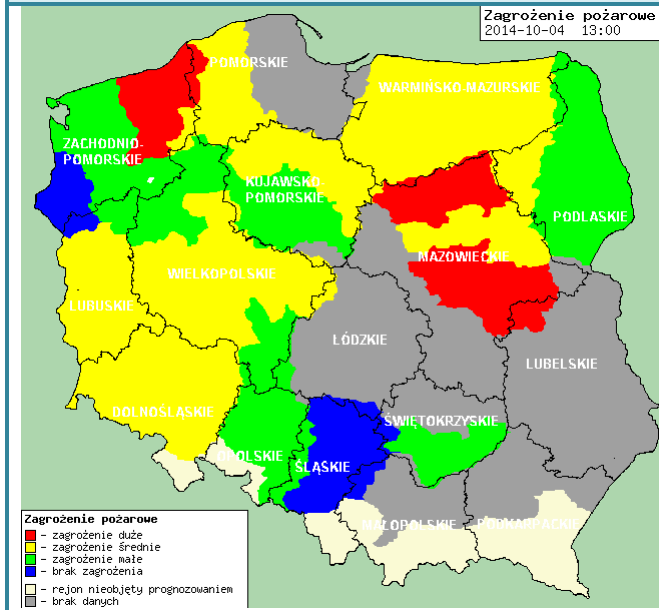 Zagrożenie pożarowe
2014-10-04 13:00
POMORSKIE
WARMIŃSKO-MAZURSKIE
ZACHODNIO-
POMORSKIE
KUJAWSKO
POMORSKIE
PODLASKIE
MAZOWIECKIE
WIELKOPOLSKIE
LUBUSKIE
ŁÓDZKIE
LUBELSKIE
DOLNOŚLĄSKIE
ŚWIĘTOKRZYSKIE
OPOLSKIE
ŚLĄSKIE
MAŁOPOLSKIE
PODKARPACKIE
Zagrożenie pożarowe
- zagrożenie duże
- zagrożenie średnie
- zagrożenie małe
- brak zagrożenia
- rejon nieobjęty prognozowaniem
- brak danych